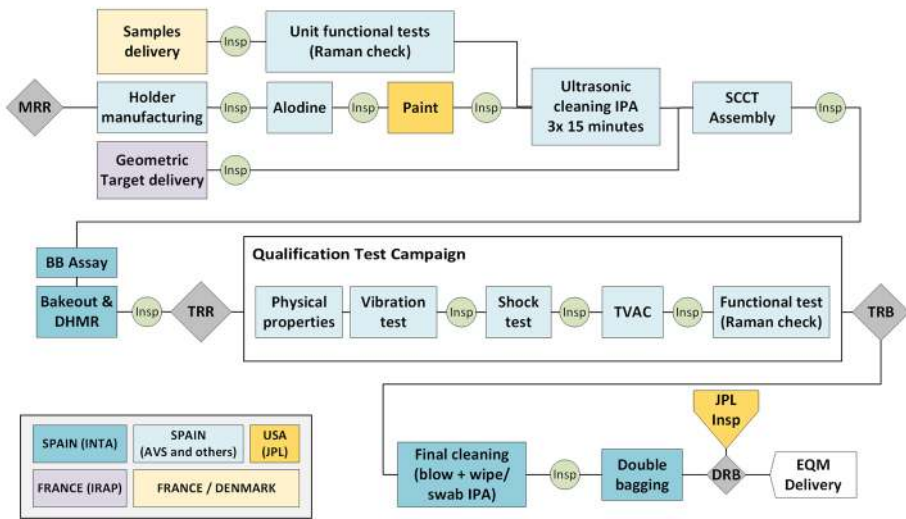 Samples
delivery
Insp
Unit functional tests
(Raman check)
MRR
Holder
manufacturing
Insp
Alodine
Insp
Paint
Insp
Ultrasonic
cleaning IPA
3x 15 minutes
SCCT
Assembly
Insp
Geometric
Target delivery
Insp
BB Assay
Bakeout &
DHMR
Insp
TRR
Qualification Test Campaign
Physical
properties
Vibration
test
Insp
Shock
test
Insp
TVAC
Insp
Functional test
(Raman check)
TRB
JPL
Insp
Final cleaning
(blow + wipe/
swab IPA)
Insp
Double
bagging
DRB
EQM
Delivery
SPAIN (INTA)
SPAIN
(AVS and others)
USA
(JPL)
FRANCE (IRAP)
FRANCE / DENMARK